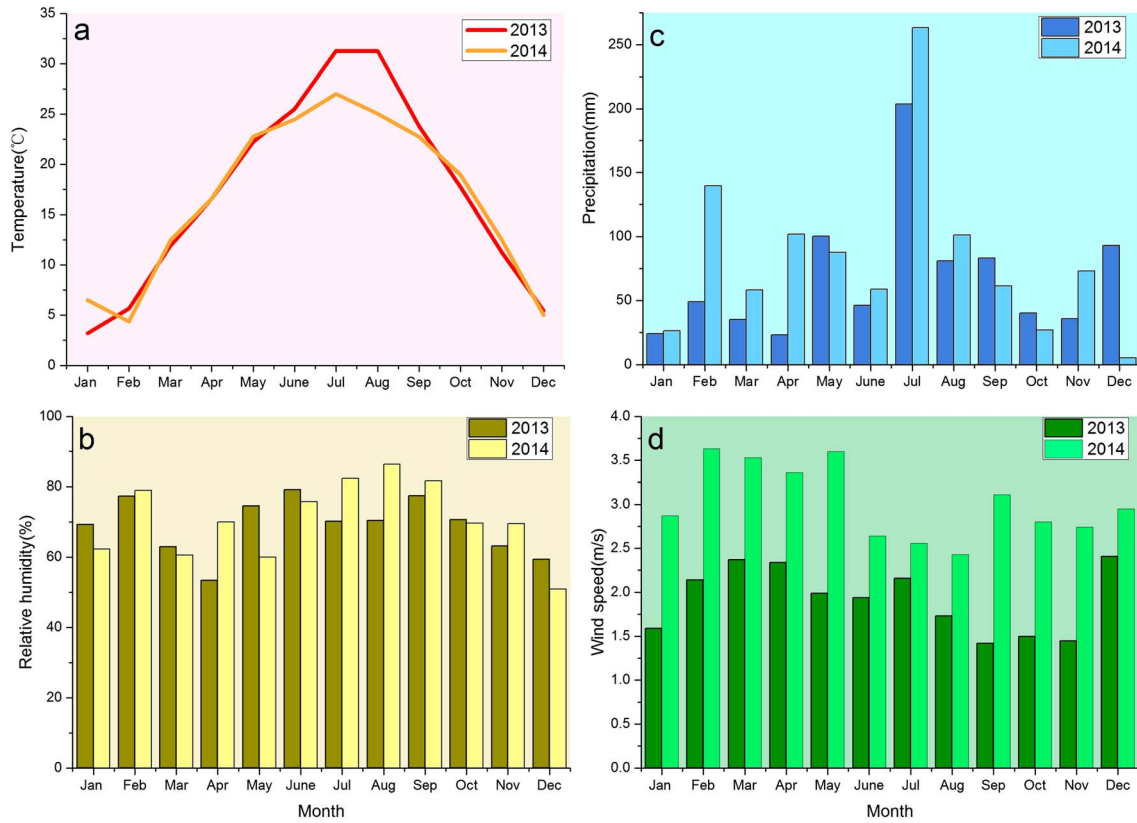 a
2013
2014
35
30
25
20
15
10
5
0
Temperature(℃)
Jan Feb Mar Apr May June Jul Aug Sep Oct Nov Dec
c
2013
2014
250
200
150
100
50
0
Precipitation(mm)
Jan Feb Mar Apr May June Jul Aug Sep Oct Nov Dec
b
2013
2014
100
80
60
40
20
0
Relative humidity(%)
Jan Feb Mar Apr May June Jul Aug Sep Oct Nov Dec
Month
d
2013
2014
4.0
3.5
3.0
2.5
2.0
1.5
1.0
0.5
0.0
Wind speed(m/s)
Jan Feb Mar Apr May June Jul Aug Sep Oct Nov Dec
Month